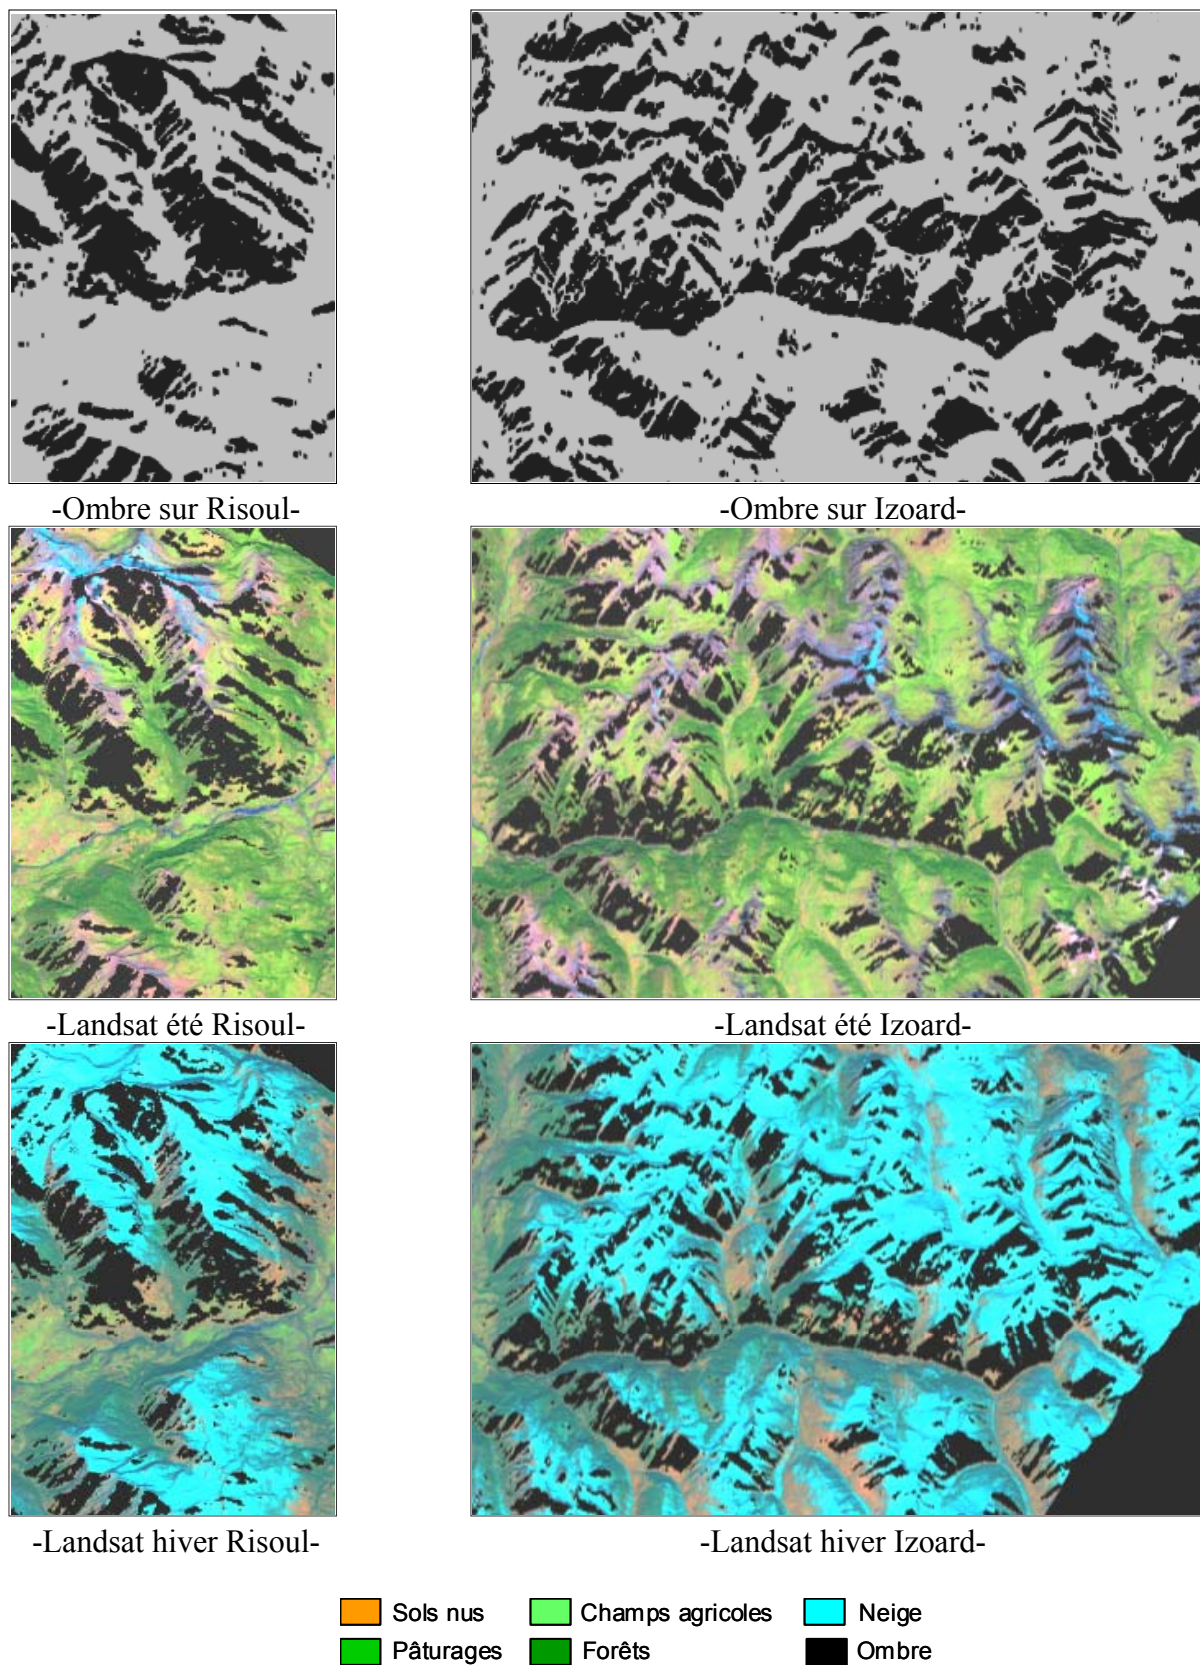 -Ombre sur Risoul-
-Ombre sur Izoard-
-Landsat été Risoul-
-Landsat été Izoard-
-Landsat hiver Risoul-
-Landsat hiver Izoard-
Sols nus
Champs agricoles
Neige
Pâturages
Forêts
Ombre